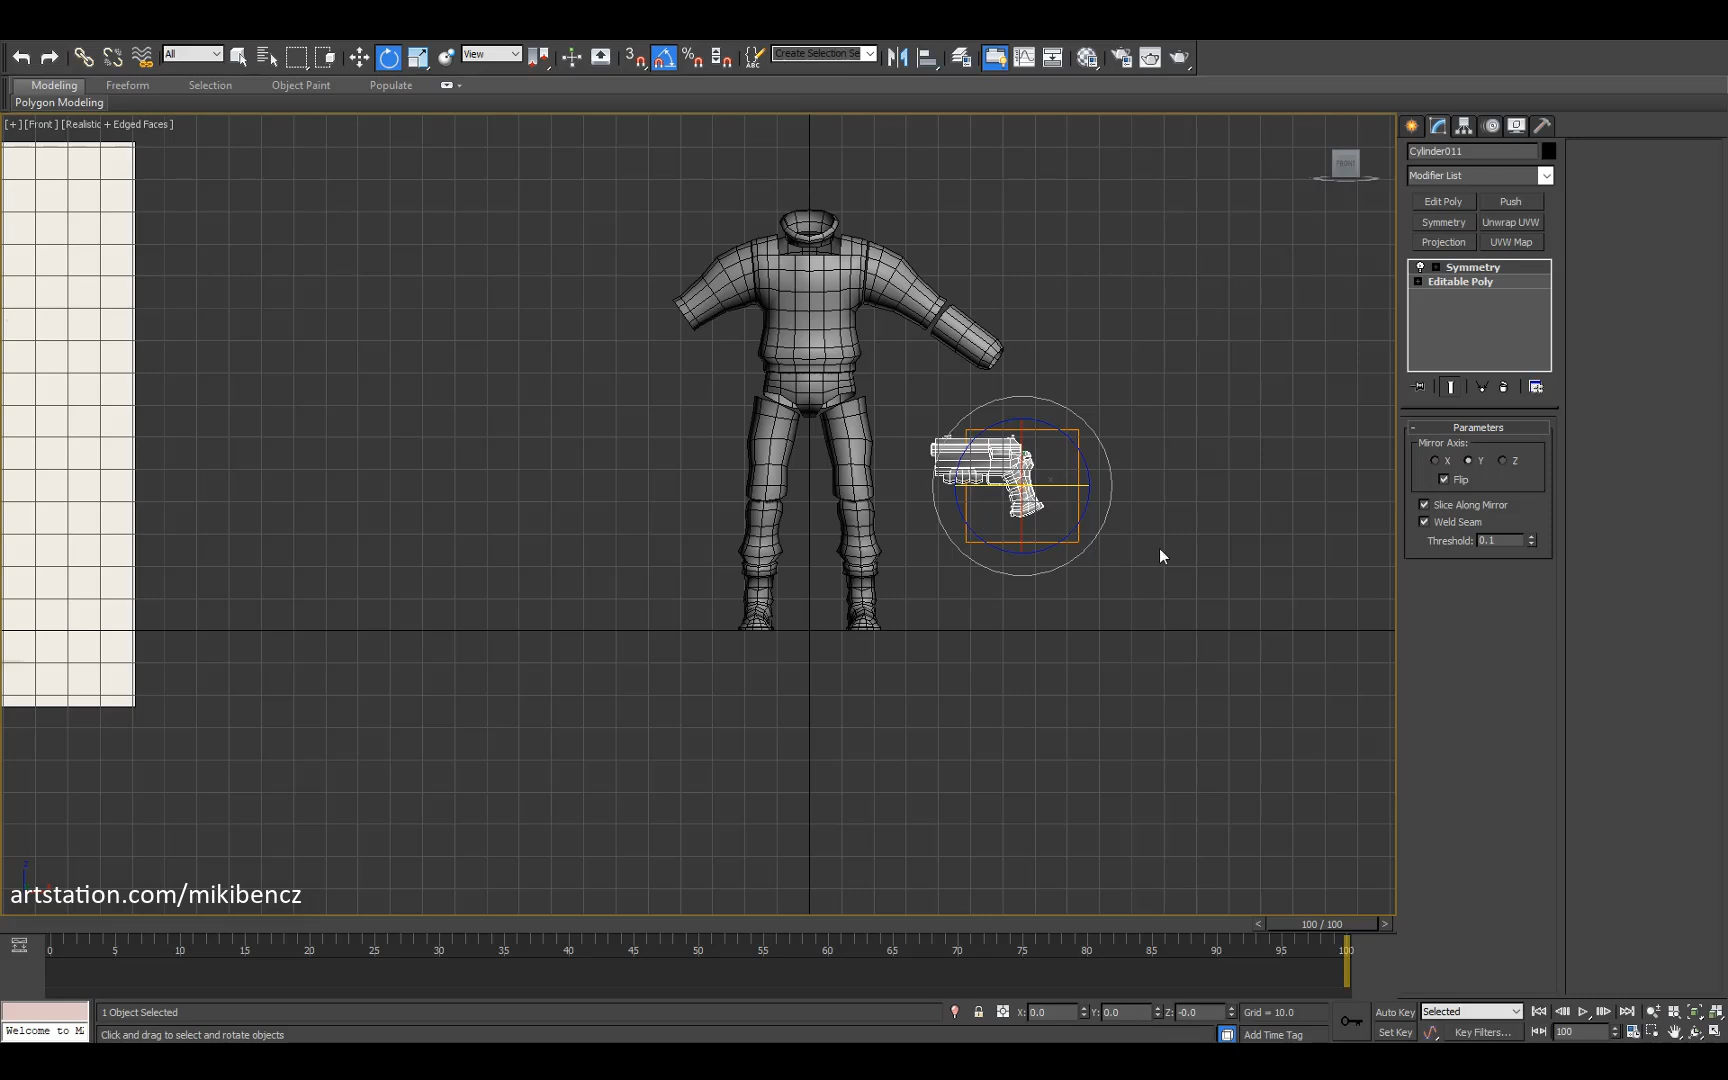 All
View
3
%
ABC
Create Selection Se
Modeling
Freeform
Selection
Object Paint
Populate
Polygon Modeling
[+] [Front ] [Realistic + Edged Faces ]
FRONT
Cylinder011
Modifier List
Edit Poly
Push
Symmetry
Unwrap UVW
Projection
UVW Map
Symmetry
Editable Poly
- Parameters
Mirror Axis:
X Y Z
Flip
Slice Along Mirror
Weld Seam
Threshold: 0.1
z
artstation.com/mikibencz
< 100 / 100 >
0 5 10 15 20 25 30 35 40 45 50 55 60 65 70 75 80 85 90 95 100
1 Object Selected
X: 0.0 Y: 0.0 Z: -0.0
Grid = 10.0
Auto Key
Selected
Welcome to M
Click and drag to select and rotate objects
Add Time Tag
Set Key
Key Filters...
100